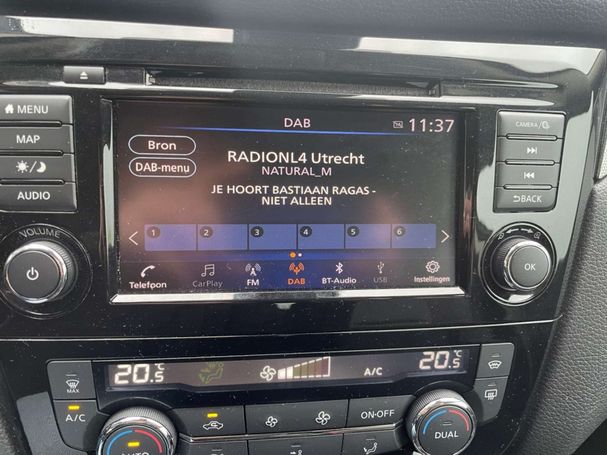 MENU
MAP
AUDIO
VOLUME
DAB
11:37
Bron
DAB-menu
RADIONL4 Utrecht
NATURAL_M
JE HOORT BASTIAAN RAGAS -
NIET ALLEEN
1 2 3 4 5 6
Telefoon CarPlay FM DAB BT-Audio USB Instellingen
CAMERA/
BACK
OK
20.5°C
A/C
20.5°C
MAX
A/C
ON·OFF
AUTO
DUAL